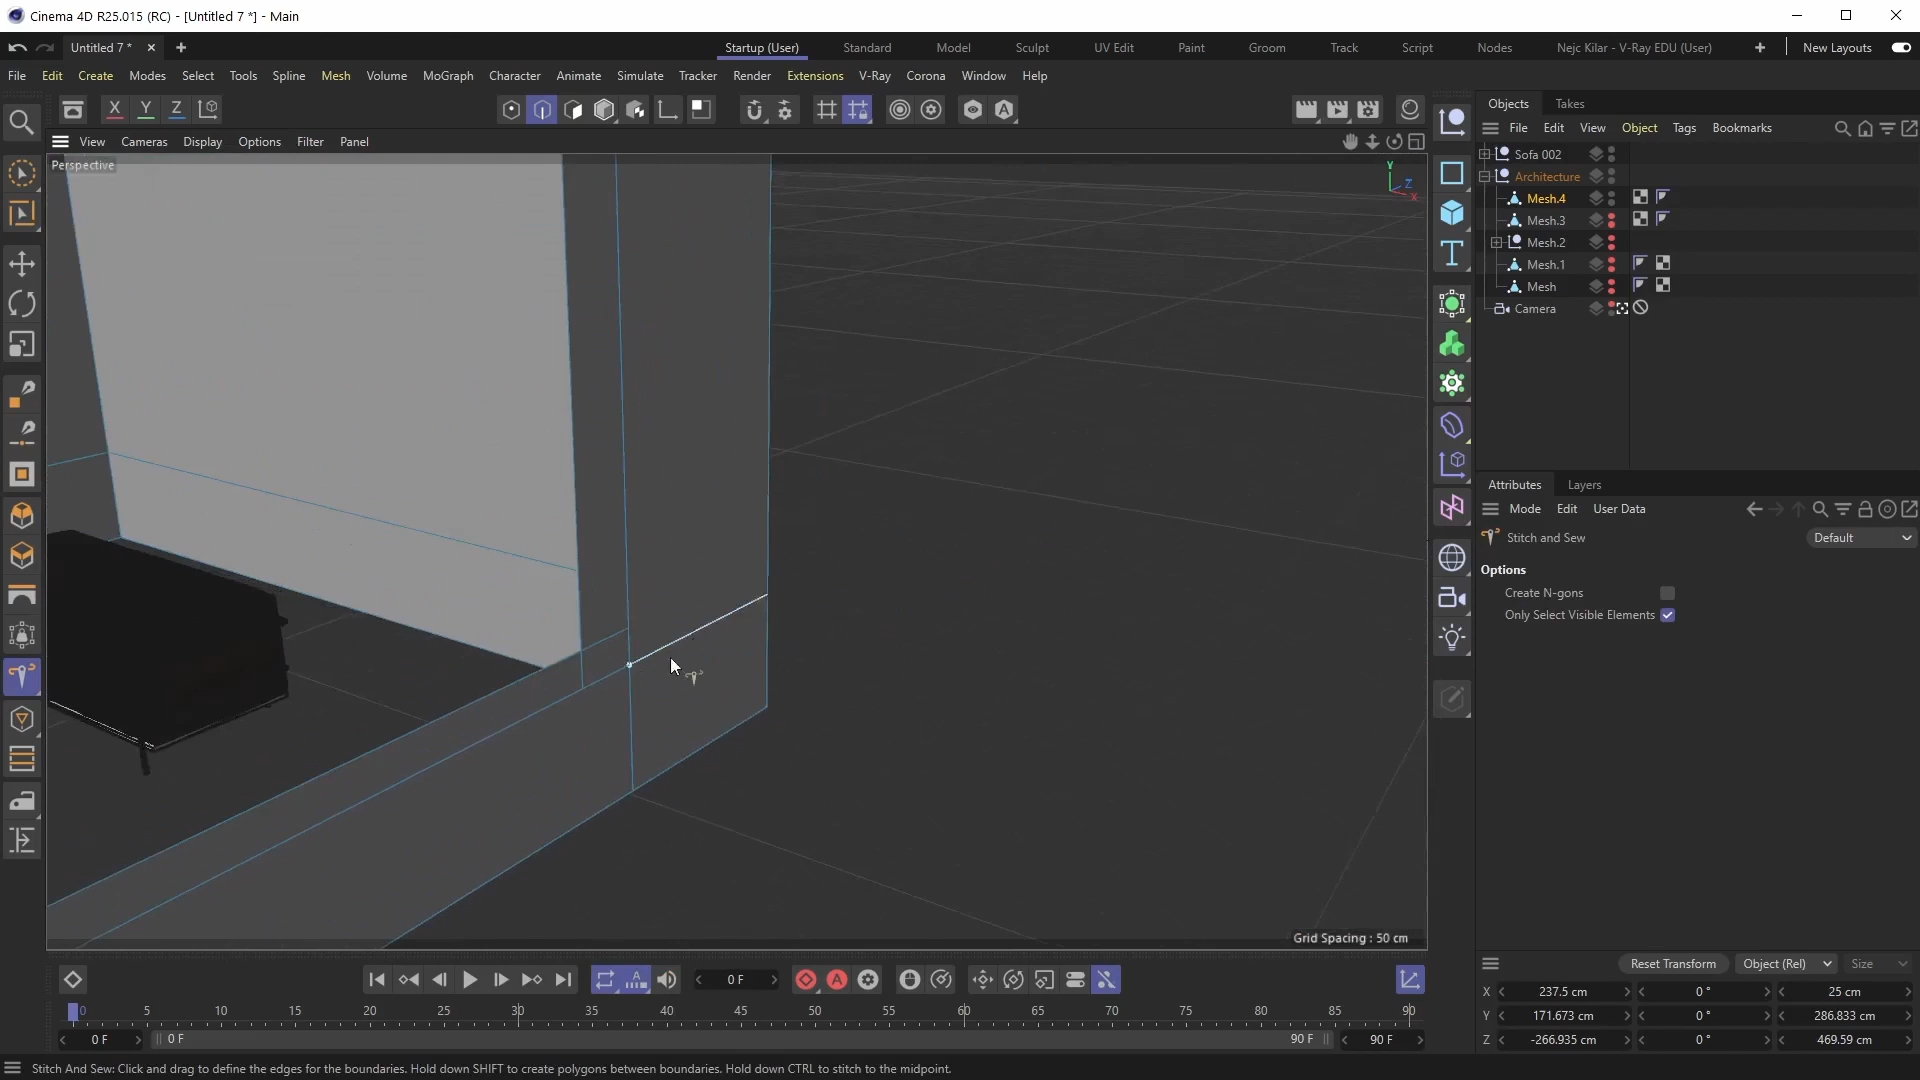 Cinema 4D R25.015 (RC) - [Untitled 7 *] - Main
Untitled 7 *
Startup (User) Standard Model Sculpt UV Edit Paint Groom Track Script Nodes Nejc Kilar - V-Ray EDU (User) New Layouts
File Edit Create Modes Select Tools Spline Mesh Volume MoGraph Character Animate Simulate Tracker Render Extensions V-Ray Corona Window Help
X Y Z
View Cameras Display Options Filter Panel
Perspective
Y
Z
X
Grid Spacing : 50 cm
Objects Takes
File Edit View Object Tags Bookmarks
Sofa 002
Architecture
Mesh.4
Mesh.3
Mesh.2
Mesh.1
Mesh
Camera
Attributes Layers
Mode Edit User Data
Stitch and Sew Default
Options
Create N-gons
Only Select Visible Elements
0 F
0 5 10 15 20 25 30 35 40 45 50 55 60 65 70 75 80 85 90
0 F 0 F 90 F 90 F
Reset Transform Object (Rel) Size
X 237.5 cm 0 ° 25 cm
Y 171.673 cm 0 ° 286.833 cm
Z -266.935 cm 0 ° 469.59 cm
Stitch And Sew: Click and drag to define the edges for the boundaries. Hold down SHIFT to create polygons between boundaries. Hold down CTRL to stitch to the midpoint.